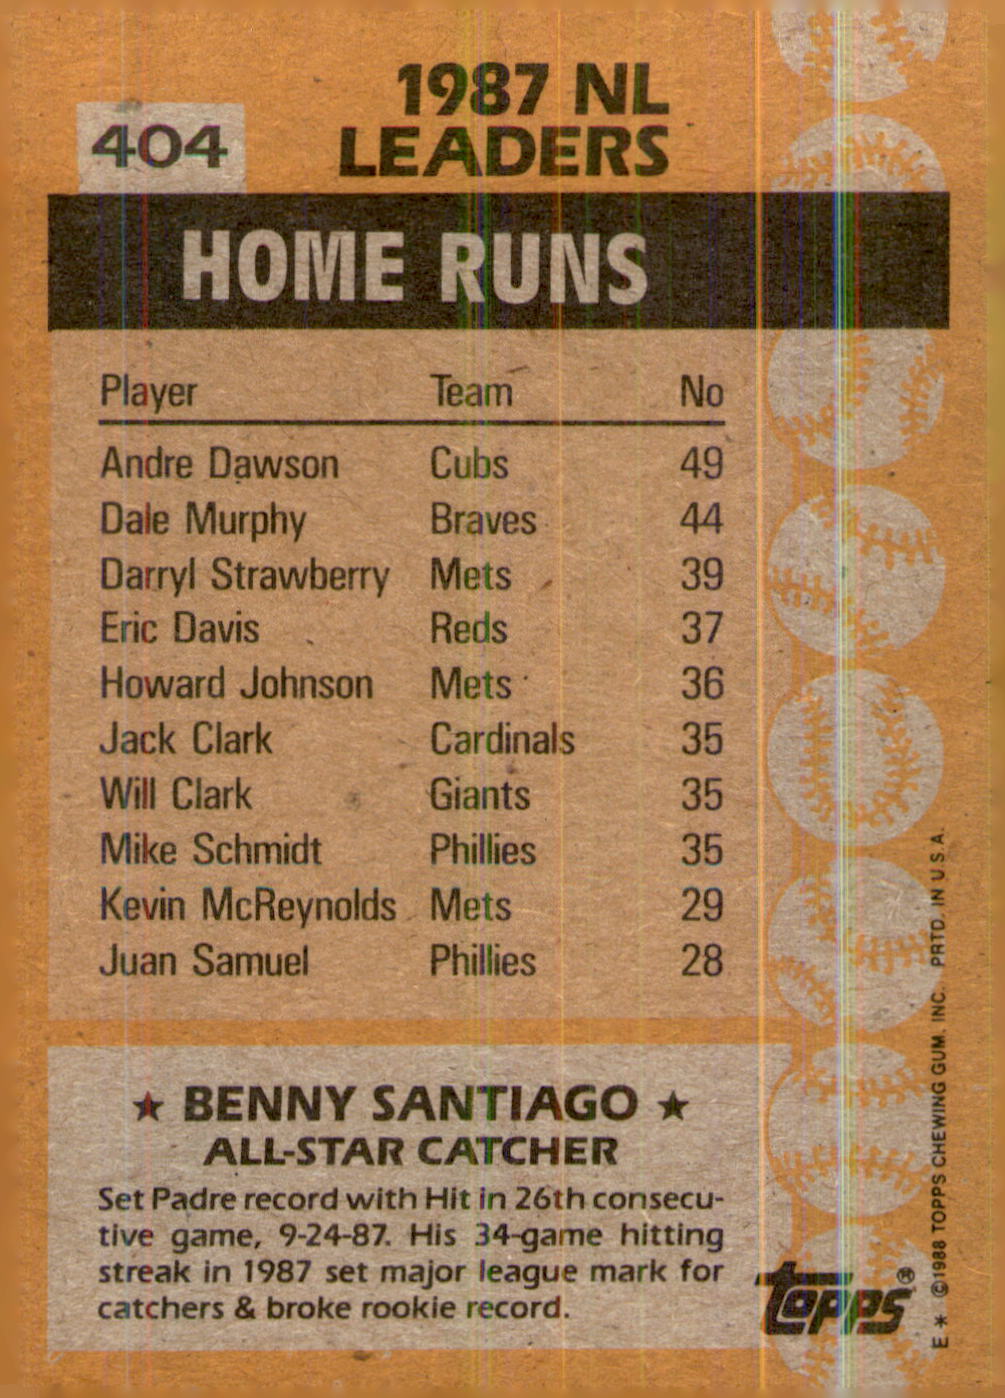 404
1987 NL
LEADERS
HOME RUNS
Player Team No
Andre Dawson Cubs 49
Dale Murphy Braves 44
Darryl Strawberry Mets 39
Eric Davis Reds 37
Howard Johnson Mets 36
Jack Clark Cardinals 35
Will Clark Giants 35
Mike Schmidt Phillies 35
Kevin McReynolds Mets 29
Juan Samuel Phillies 28
★ BENNY SANTIAGO ★
ALL-STAR CATCHER
Set Padre record with Hit in 26th consecu-
tive game, 9-24-87. His 34-game hitting
streak in 1987 set major league mark for
catchers & broke rookie record.
topps®
E * ©1988 TOPPS CHEWING GUM, INC. PRTD. IN U.S.A.